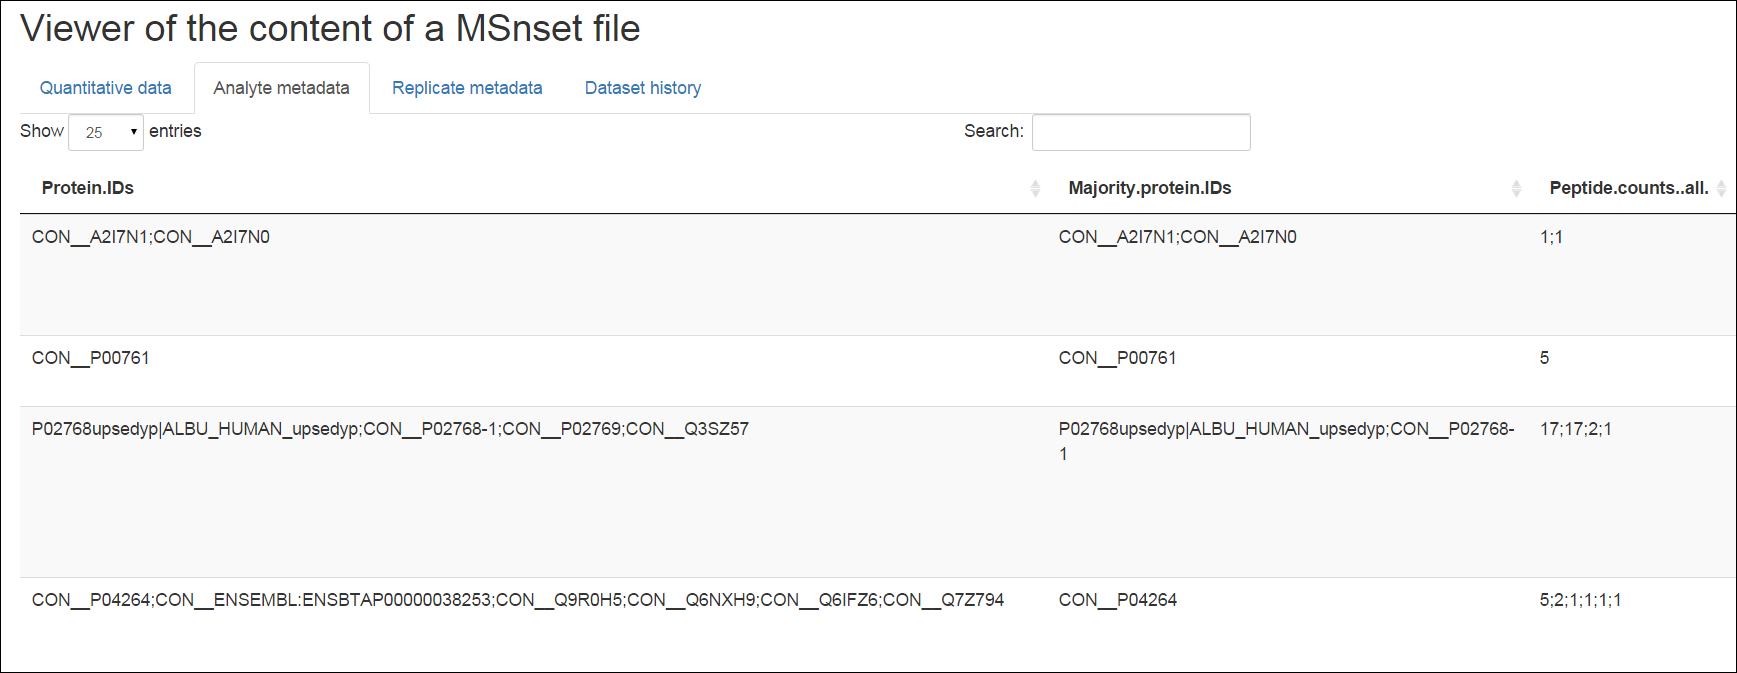 Viewer of the content of a MSnset file
Quantitative data Analyte metadata Replicate metadata Dataset history
Show 25 entries Search:
Protein.IDs Majority.protein.IDs Peptide.counts..all.
CON__A2I7N1;CON__A2I7N0 CON__A2I7N1;CON__A2I7N0 1;1
CON__P00761 CON__P00761 5
P02768upsedyp|ALBU_HUMAN_upsedyp;CON__P02768-1;CON__P02769;CON__Q3SZ57 P02768upsedyp|ALBU_HUMAN_upsedyp;CON__P02768- 17;17;2;1
1
CON__P04264;CON__ENSEMBL:ENSBTAP00000038253;CON__Q9R0H5;CON__Q6NXH9;CON__Q6IFZ6;CON__Q7Z794 CON__P04264 5;2;1;1;1;1